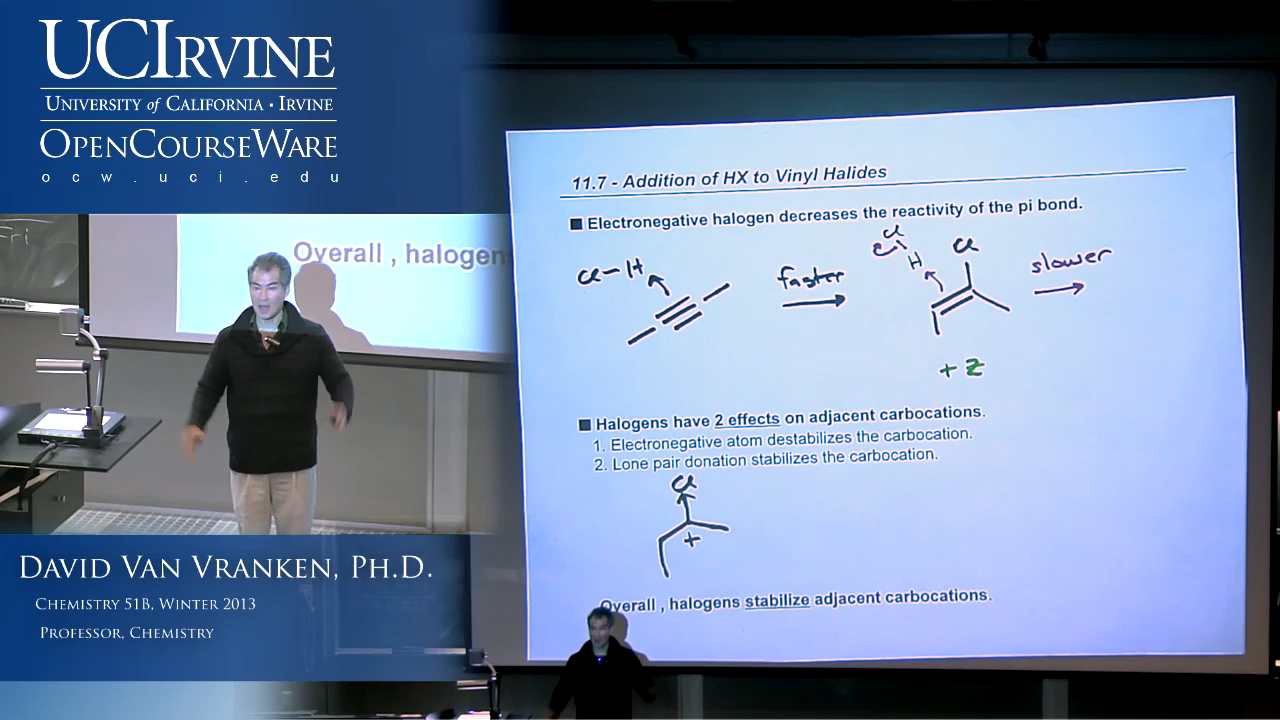 UCIRVINE
UNIVERSITY of CALIFORNIA · IRVINE
OPENCOURSEWARE
ocw.uci.edu
Overall , halogen
DAVID VAN VRANKEN, PH.D.
CHEMISTRY 51B, WINTER 2013
PROFESSOR, CHEMISTRY
11.7 - Addition of HX to Vinyl Halides
■ Electronegative halogen decreases the reactivity of the pi bond.
Cl-H
faster
Cl
H
Cl
slower
+ Z
■ Halogens have 2 effects on adjacent carbocations.
1. Electronegative atom destabilizes the carbocation.
2. Lone pair donation stabilizes the carbocation.
Cl
+
Overall , halogens stabilize adjacent carbocations.